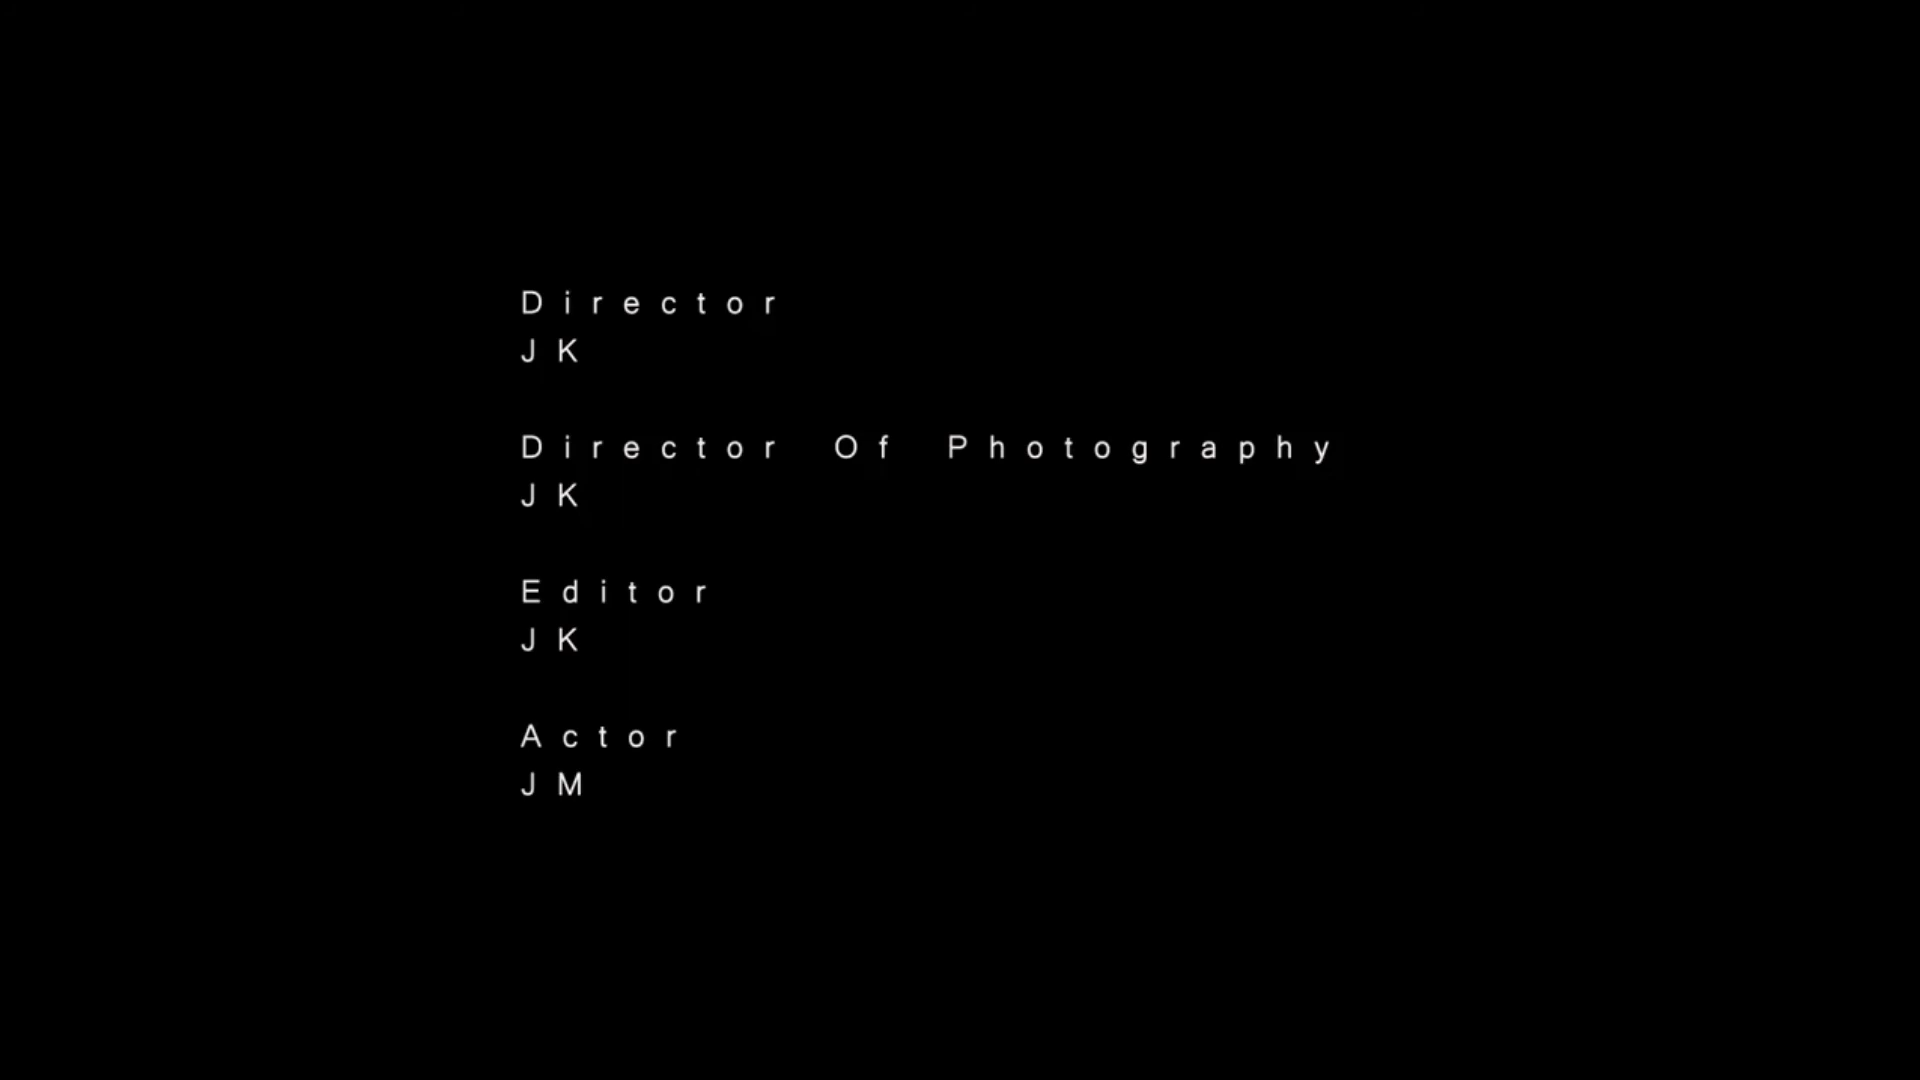 Director
JK

Director Of Photography
JK

Editor
JK

Actor
JM